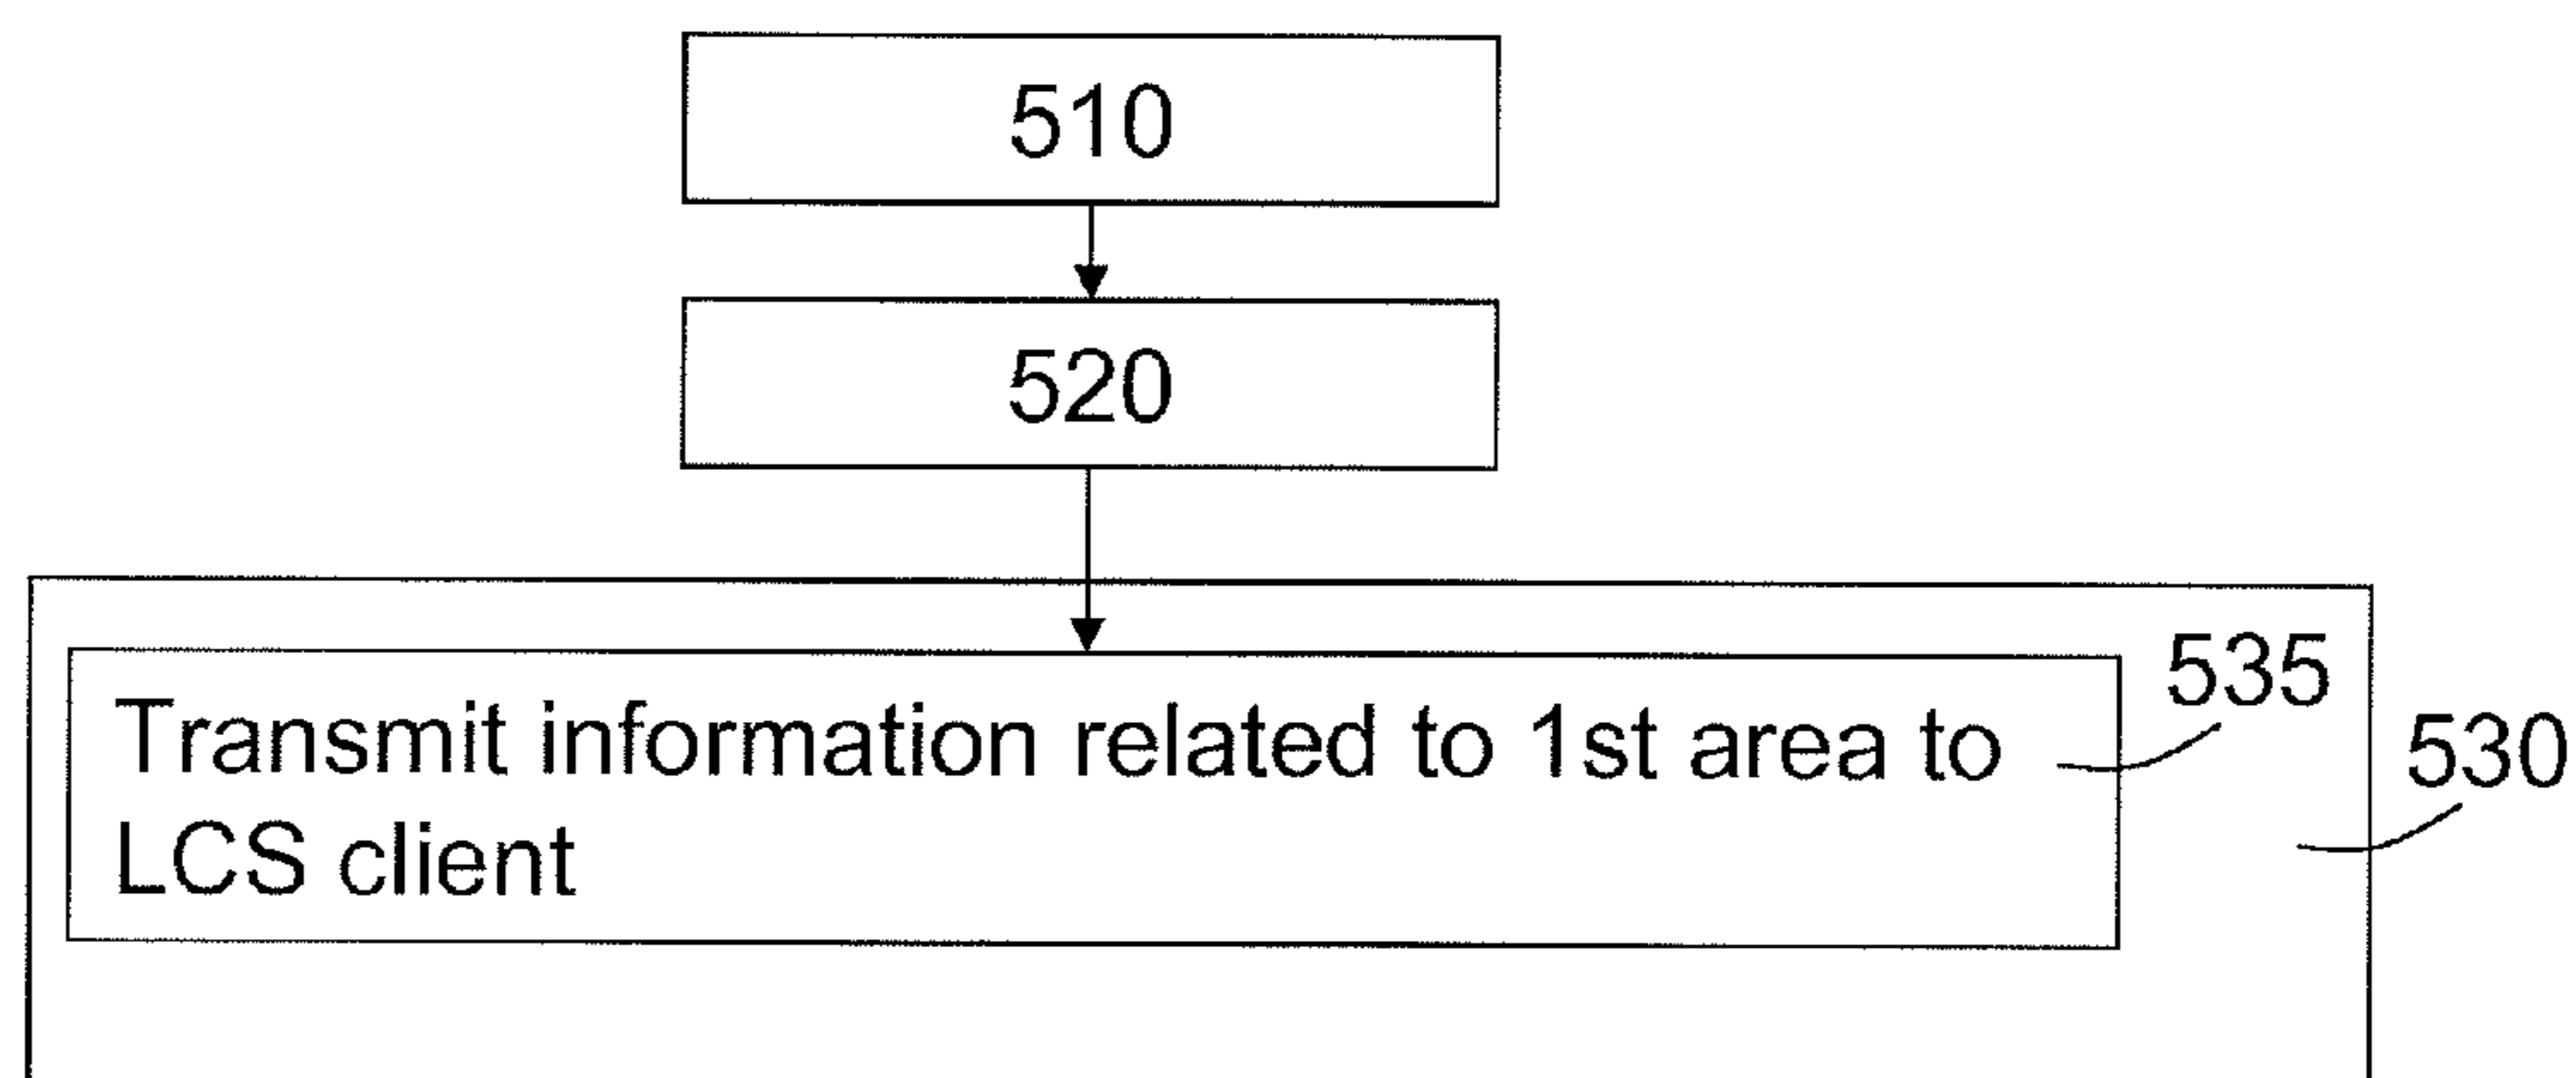 510
520
535
530
Transmit information related to 1st area to
LCS client